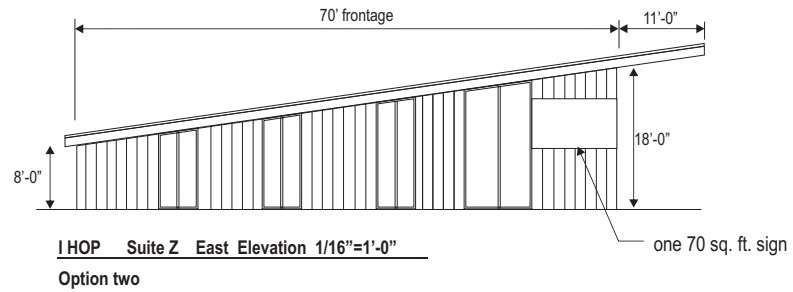 70’ frontage
11’-0”
8’-0”
18’-0”
one 70 sq. ft. sign
I HOP Suite Z East Elevation 1/16”=1’-0”
Option two